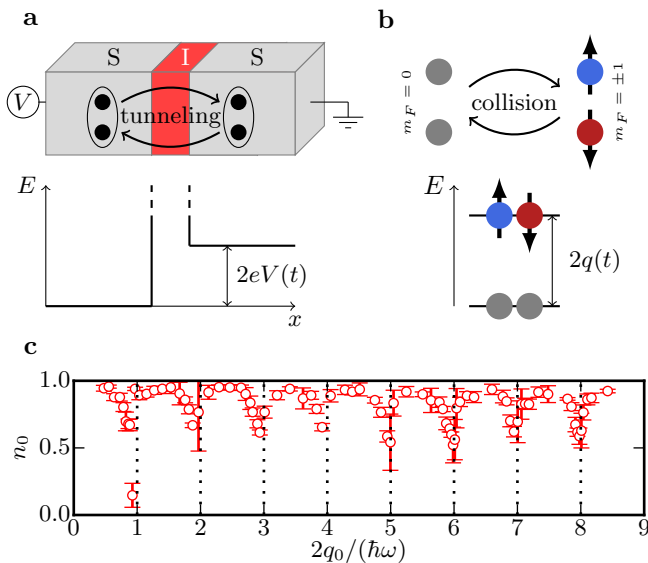 a
S I S
V
tunneling
E
2eV(t)
x
b
m_F = 0
collision
m_F = ±1
E
2q(t)
c
1.0
0.5
0.0
n_0
0 1 2 3 4 5 6 7 8 9
2q_0/(ℏω)